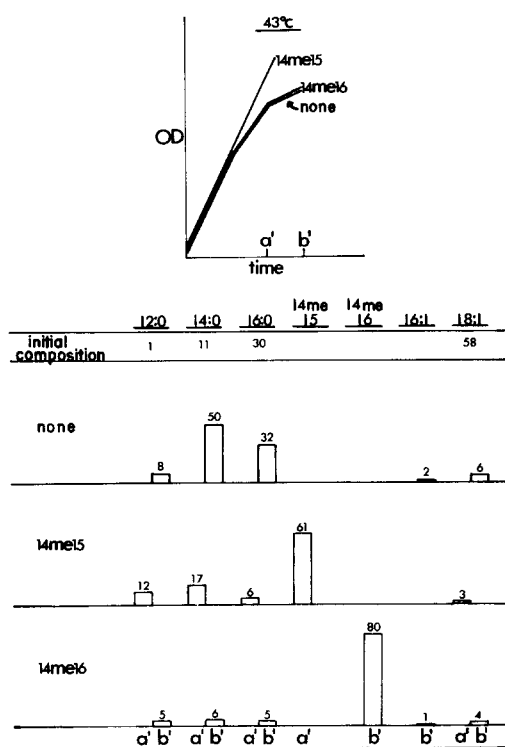 43°C
14me15
14me16
none
OD
a' b'
time
12:0 14:0 16:0 14me 15 14me 16 16:1 18:1
initial composition 1 11 30 58
none 8 50 32 2 6
14me15 12 17 6 61 3
14me16 5 6 5 80 1 4
a' b' a' b' a' b' a' b' b' a' b'